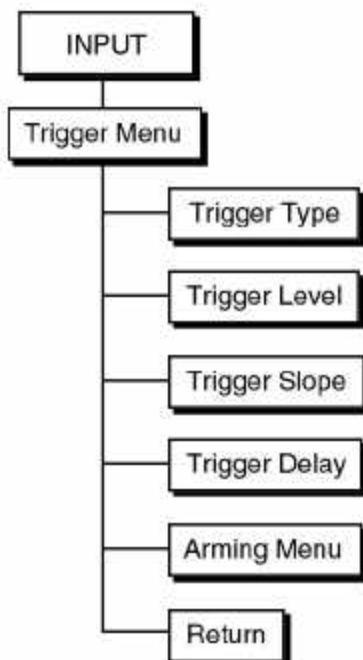 INPUT
Trigger Menu
Trigger Type
Trigger Level
Trigger Slope
Trigger Delay
Arming Menu
Return